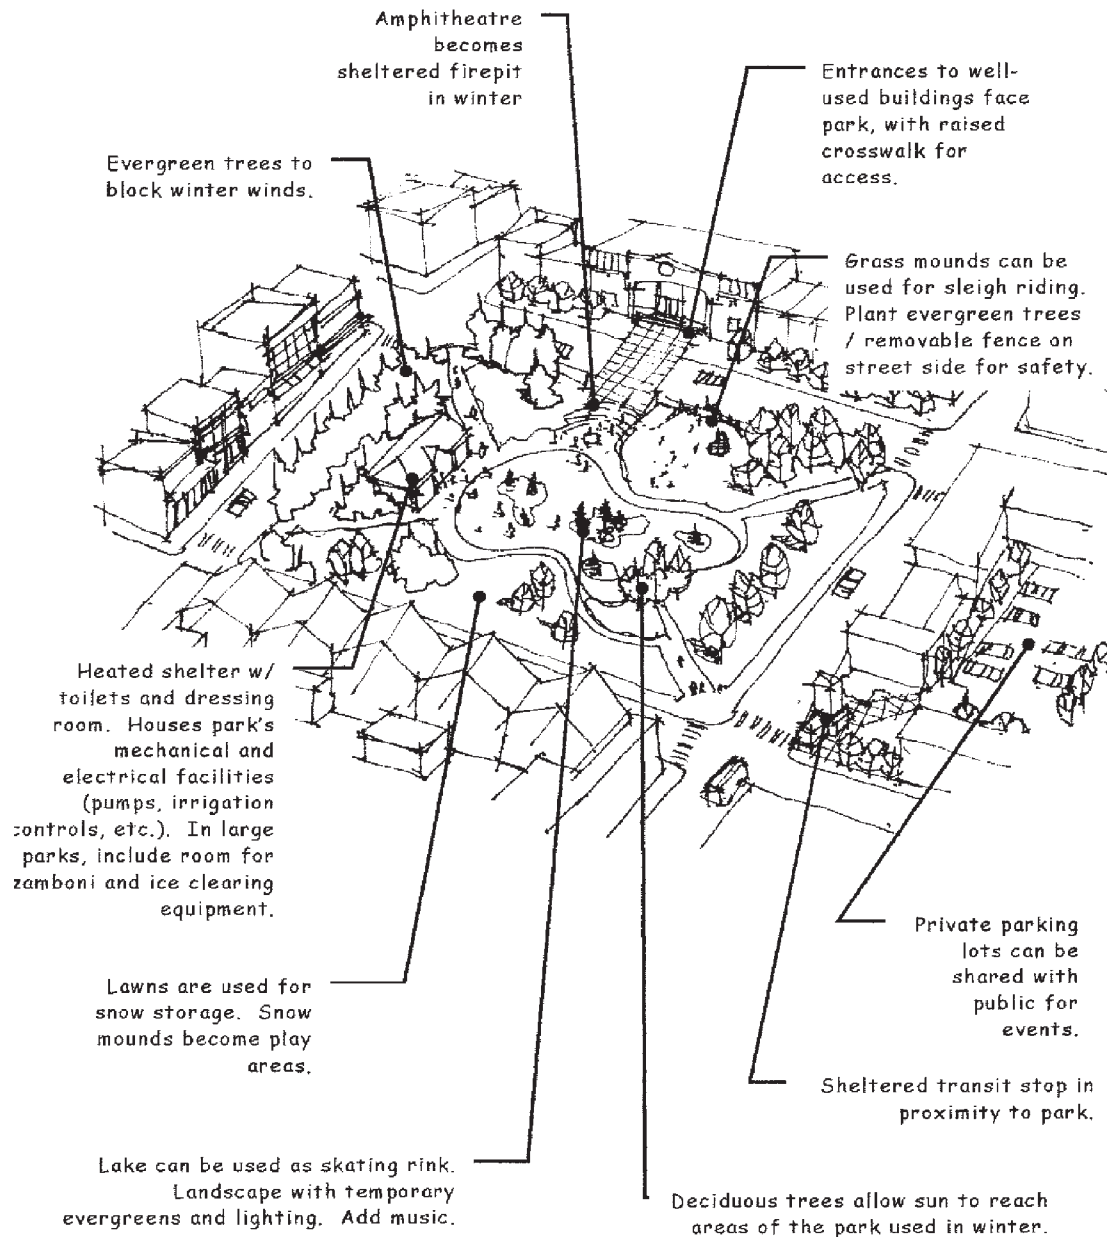 Amphitheatre
becomes
sheltered firepit
in winter
Entrances to well-
used buildings face
park, with raised
crosswalk for
access.
Evergreen trees to
block winter winds.
Grass mounds can be
used for sleigh riding.
Plant evergreen trees
/ removable fence on
street side for safety.
Heated shelter w/
toilets and dressing
room. Houses park's
mechanical and
electrical facilities
(pumps, irrigation
controls, etc.). In large
parks, include room for
zamboni and ice clearing
equipment.
Private parking
lots can be
shared with
public for
events.
Lawns are used for
snow storage. Snow
mounds become play
areas.
Sheltered transit stop in
proximity to park.
Lake can be used as skating rink.
Landscape with temporary
evergreens and lighting. Add music.
Deciduous trees allow sun to reach
areas of the park used in winter.